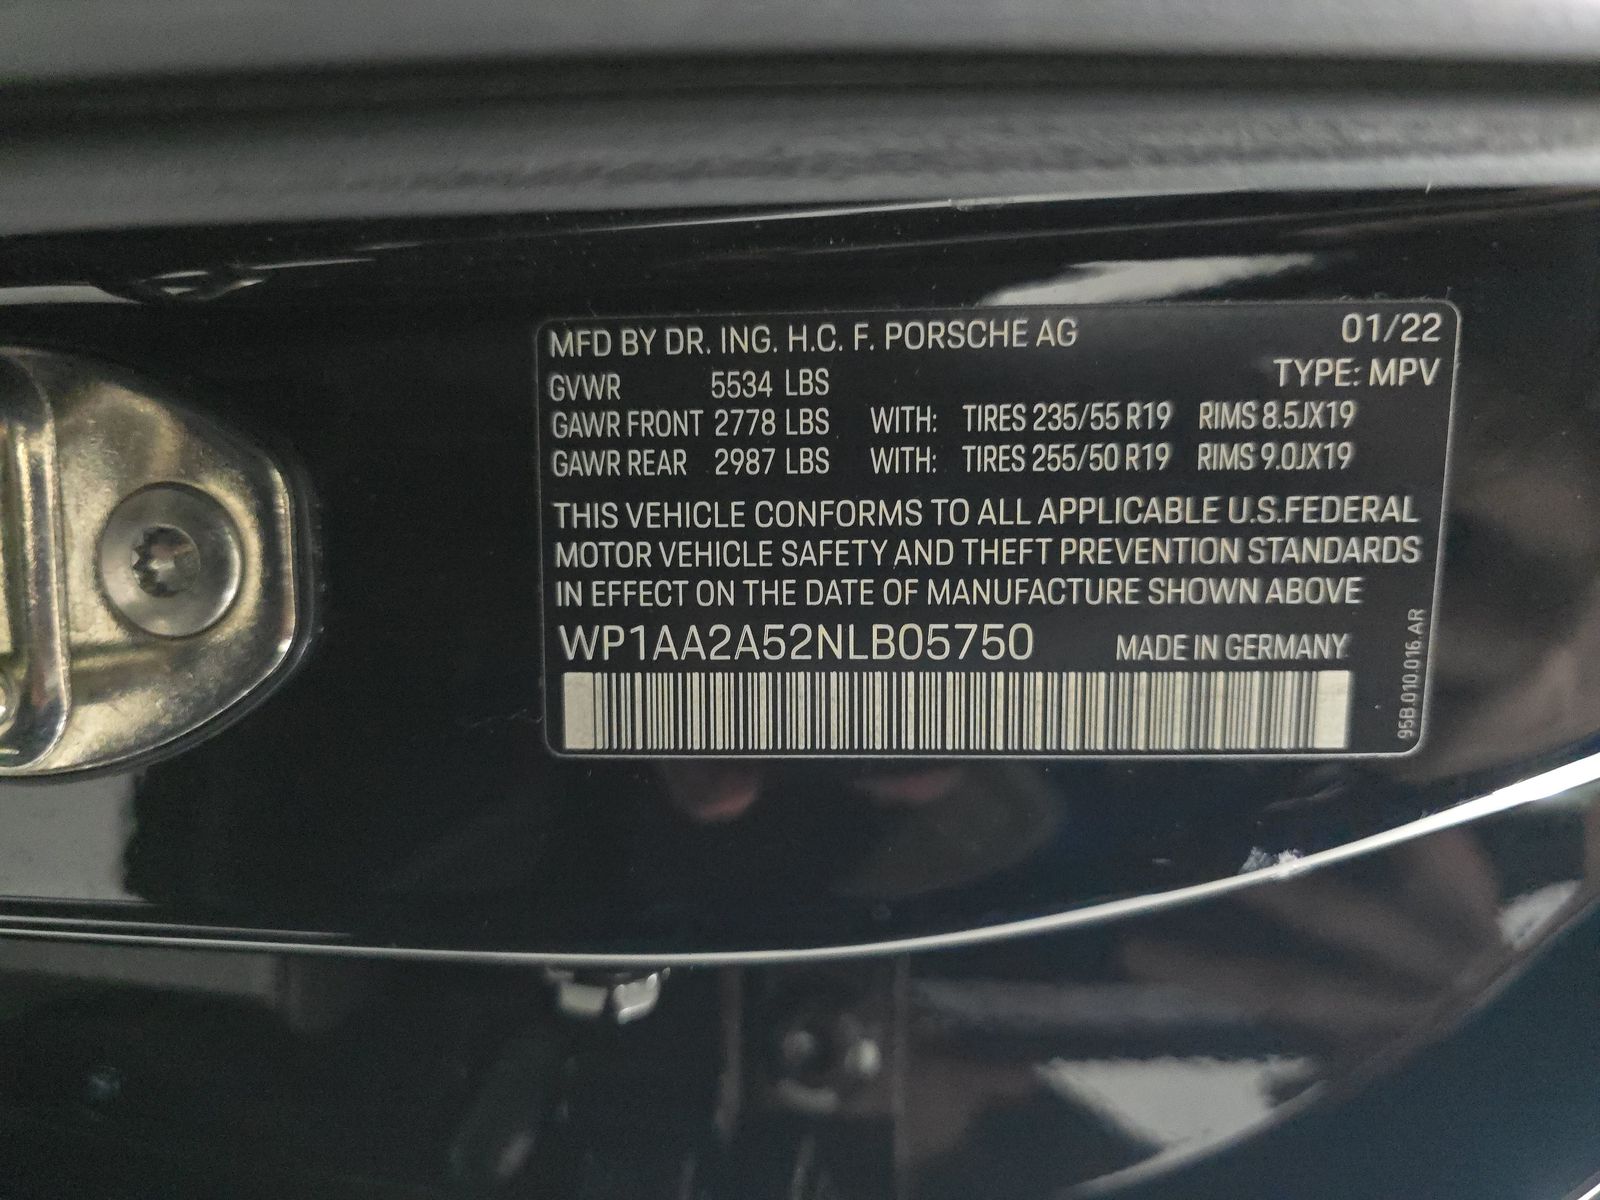 MFD BY DR. ING. H.C. F. PORSCHE AG 01/22
TYPE: MPV
GVWR 5534 LBS
GAWR FRONT 2778 LBS WITH: TIRES 235/55 R19 RIMS 8.5JX19
GAWR REAR 2987 LBS WITH: TIRES 255/50 R19 RIMS 9.0JX19
THIS VEHICLE CONFORMS TO ALL APPLICABLE U.S.FEDERAL
MOTOR VEHICLE SAFETY AND THEFT PREVENTION STANDARDS
IN EFFECT ON THE DATE OF MANUFACTURE SHOWN ABOVE
WP1AA2A52NLB05750 MADE IN GERMANY
95B.010.016.AR